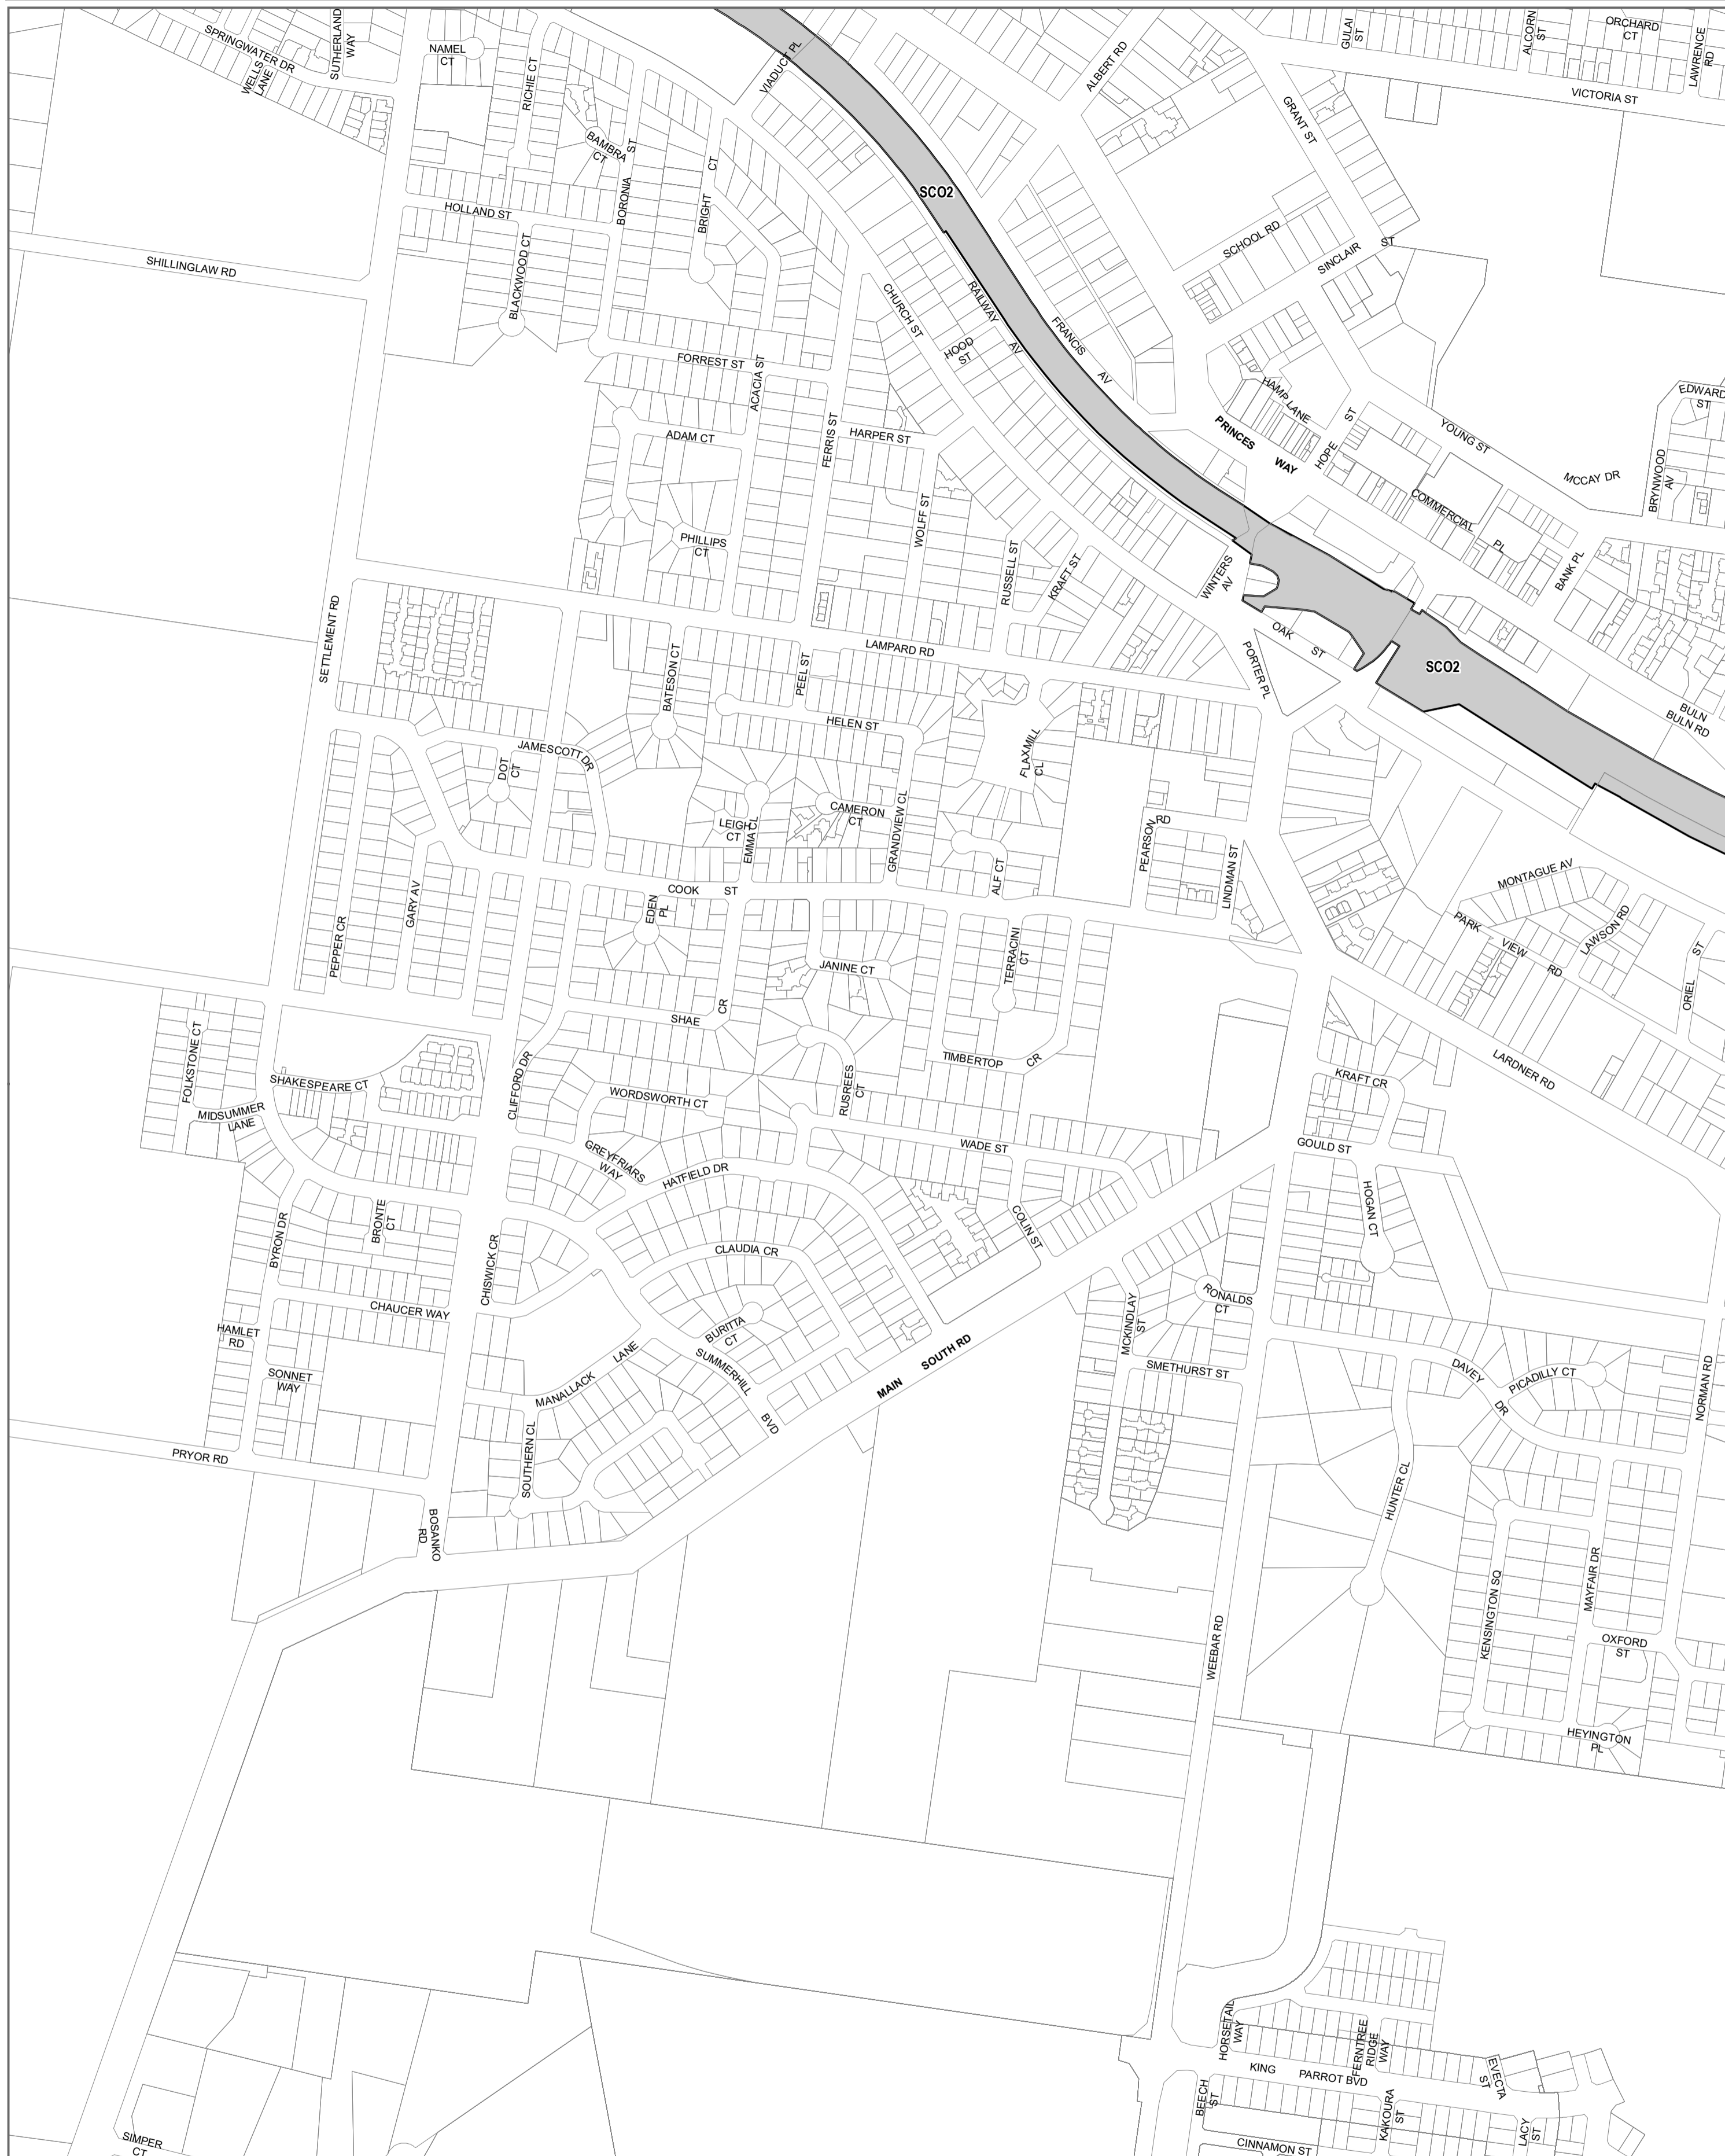 SPRINGWATER DR
WELLS
LANE
SUTHERLAND
WAY
NAMEL
CT
RICHIE CT
BAMBRA
CT
BORONIA ST
BRIGHT CT
VIADUCT PL
ALBERT RD
GULAI
ST
ALCORN
ST
ORCHARD
CT
LAWRENCE
RD
VICTORIA ST
GRANT ST
SCO2
HOLLAND ST
BLACKWOOD CT
SHILLINGLAW RD
SCHOOL RD
SINCLAIR ST
CHURCH ST
RAILWAY AV
HOOD
ST
FRANCIS AV
FORREST ST
ACACIA ST
FERRIS ST
ADAM CT
HARPER ST
HAMP LANE
PRINCES WAY
HOPE ST
YOUNG ST
MCCAY DR
EDWARD
ST
BRYNWOOD
AV
COMMERCIAL PL
BANK PL
WOLFF ST
PHILLIPS
CT
RUSSELL ST
KRAFT ST
WINTERS
AV
OAK ST
PORTER PL
SCO2
BULN
BULN RD
SETTLEMENT RD
LAMPARD RD
BATESON CT
PEEL ST
HELEN ST
FLAXMILL
CL
JAMESCOTT DR
DOT
CT
LEIGH
CT
EMMA CL
CAMERON
CT
GRANDVIEW CL
ALF CT
PEARSON RD
LINDMAN ST
COOK ST
EDEN
PL
GARY AV
PEPPER CR
MONTAGUE AV
PARK VIEW RD
LAWSON RD
ORIEL ST
TERRACINI
CT
JANINE CT
SHAE CR
TIMBERTOP CR
FOLKSTONE CT
SHAKESPEARE CT
MIDSUMMER
LANE
CLIFFORD DR
WORDSWORTH CT
RUSREES
CT
KRAFT CR
LARDNER RD
GOULD ST
WADE ST
GREYFRIARS
WAY
HATFIELD DR
HOGAN CT
BYRON DR
BRONTE
CT
CHISWICK CR
CLAUDIA CR
COLIN ST
RONALDS
CT
CHAUCER WAY
HAMLET
RD
SONNET
WAY
BURITTA
CT
SUMMERHILL BVD
MANALLACK LANE
MAIN SOUTH RD
MCKINDLAY
ST
SMETHURST ST
DAVEY DR
PICADILLY CT
NORMAN RD
PRYOR RD
SOUTHERN CL
BOSANKO
RD
HUNTER CL
KENSINGTON SQ
MAYFAIR DR
OXFORD
ST
WEEBAR RD
HEYINGTON
PL
HORSETAIL
WAY
FERNTREE
RIDGE
WAY
KING PARROT BVD
EVECTA
ST
BEECH
ST
KAKOURA
ST
LACY
ST
CINNAMON ST
SIMPER
CT